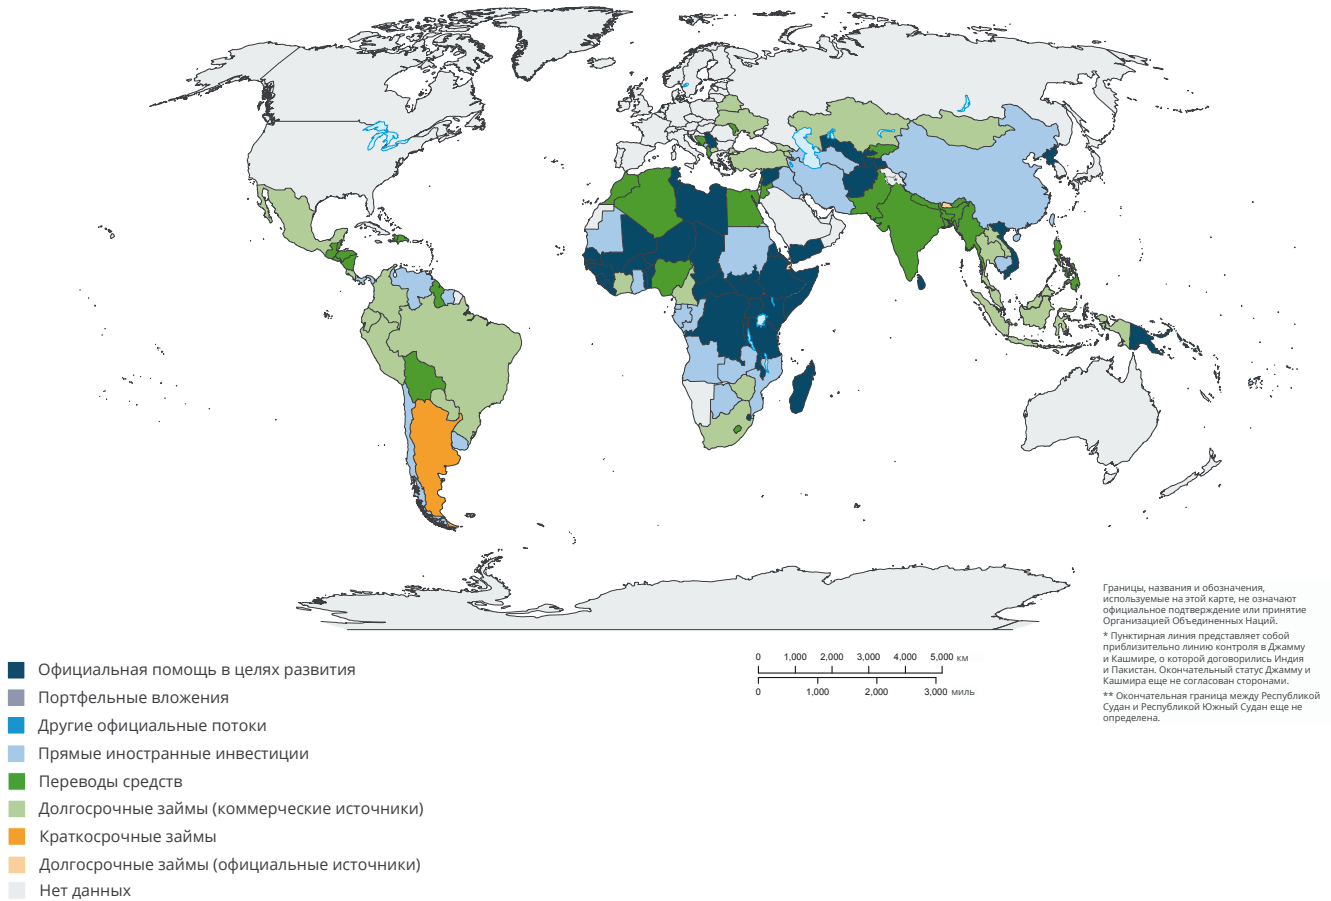 Границы, названия и обозначения,
используемые на этой карте, не означают
официальное подтверждение или принятие
Организацией Объединенных Наций.
* Пунктирная линия представляет собой
приблизительно линию контроля в Джамму
и Кашмире, о которой договорились Индия
и Пакистан. Окончательный статус Джамму и
Кашмира еще не согласован сторонами.
** Окончательная граница между Республикой
Судан и Республикой Южный Судан еще не
определена.
0 1,000 2,000 3,000 4,000 5,000 км
0 1,000 2,000 3,000 миль
Официальная помощь в целях развития
Портфельные вложения
Другие официальные потоки
Прямые иностранные инвестиции
Переводы средств
Долгосрочные займы (коммерческие источники)
Краткосрочные займы
Долгосрочные займы (официальные источники)
Нет данных